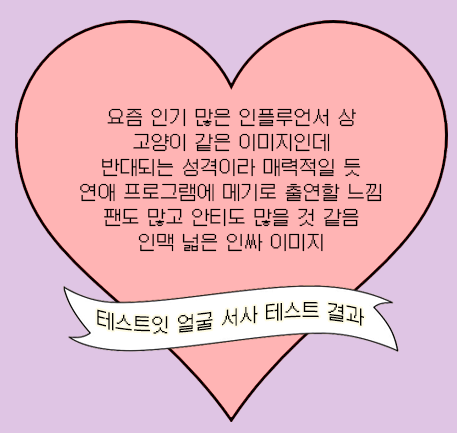 요즘 인기 많은 인플루언서 상
고양이 같은 이미지인데
반대되는 성격이라 매력적일 듯
연애 프로그램에 메기로 출연할 느낌
팬도 많고 안티도 많을 것 같음
인맥 넓은 인싸 이미지
테스트잇 얼굴 서사 테스트 결과